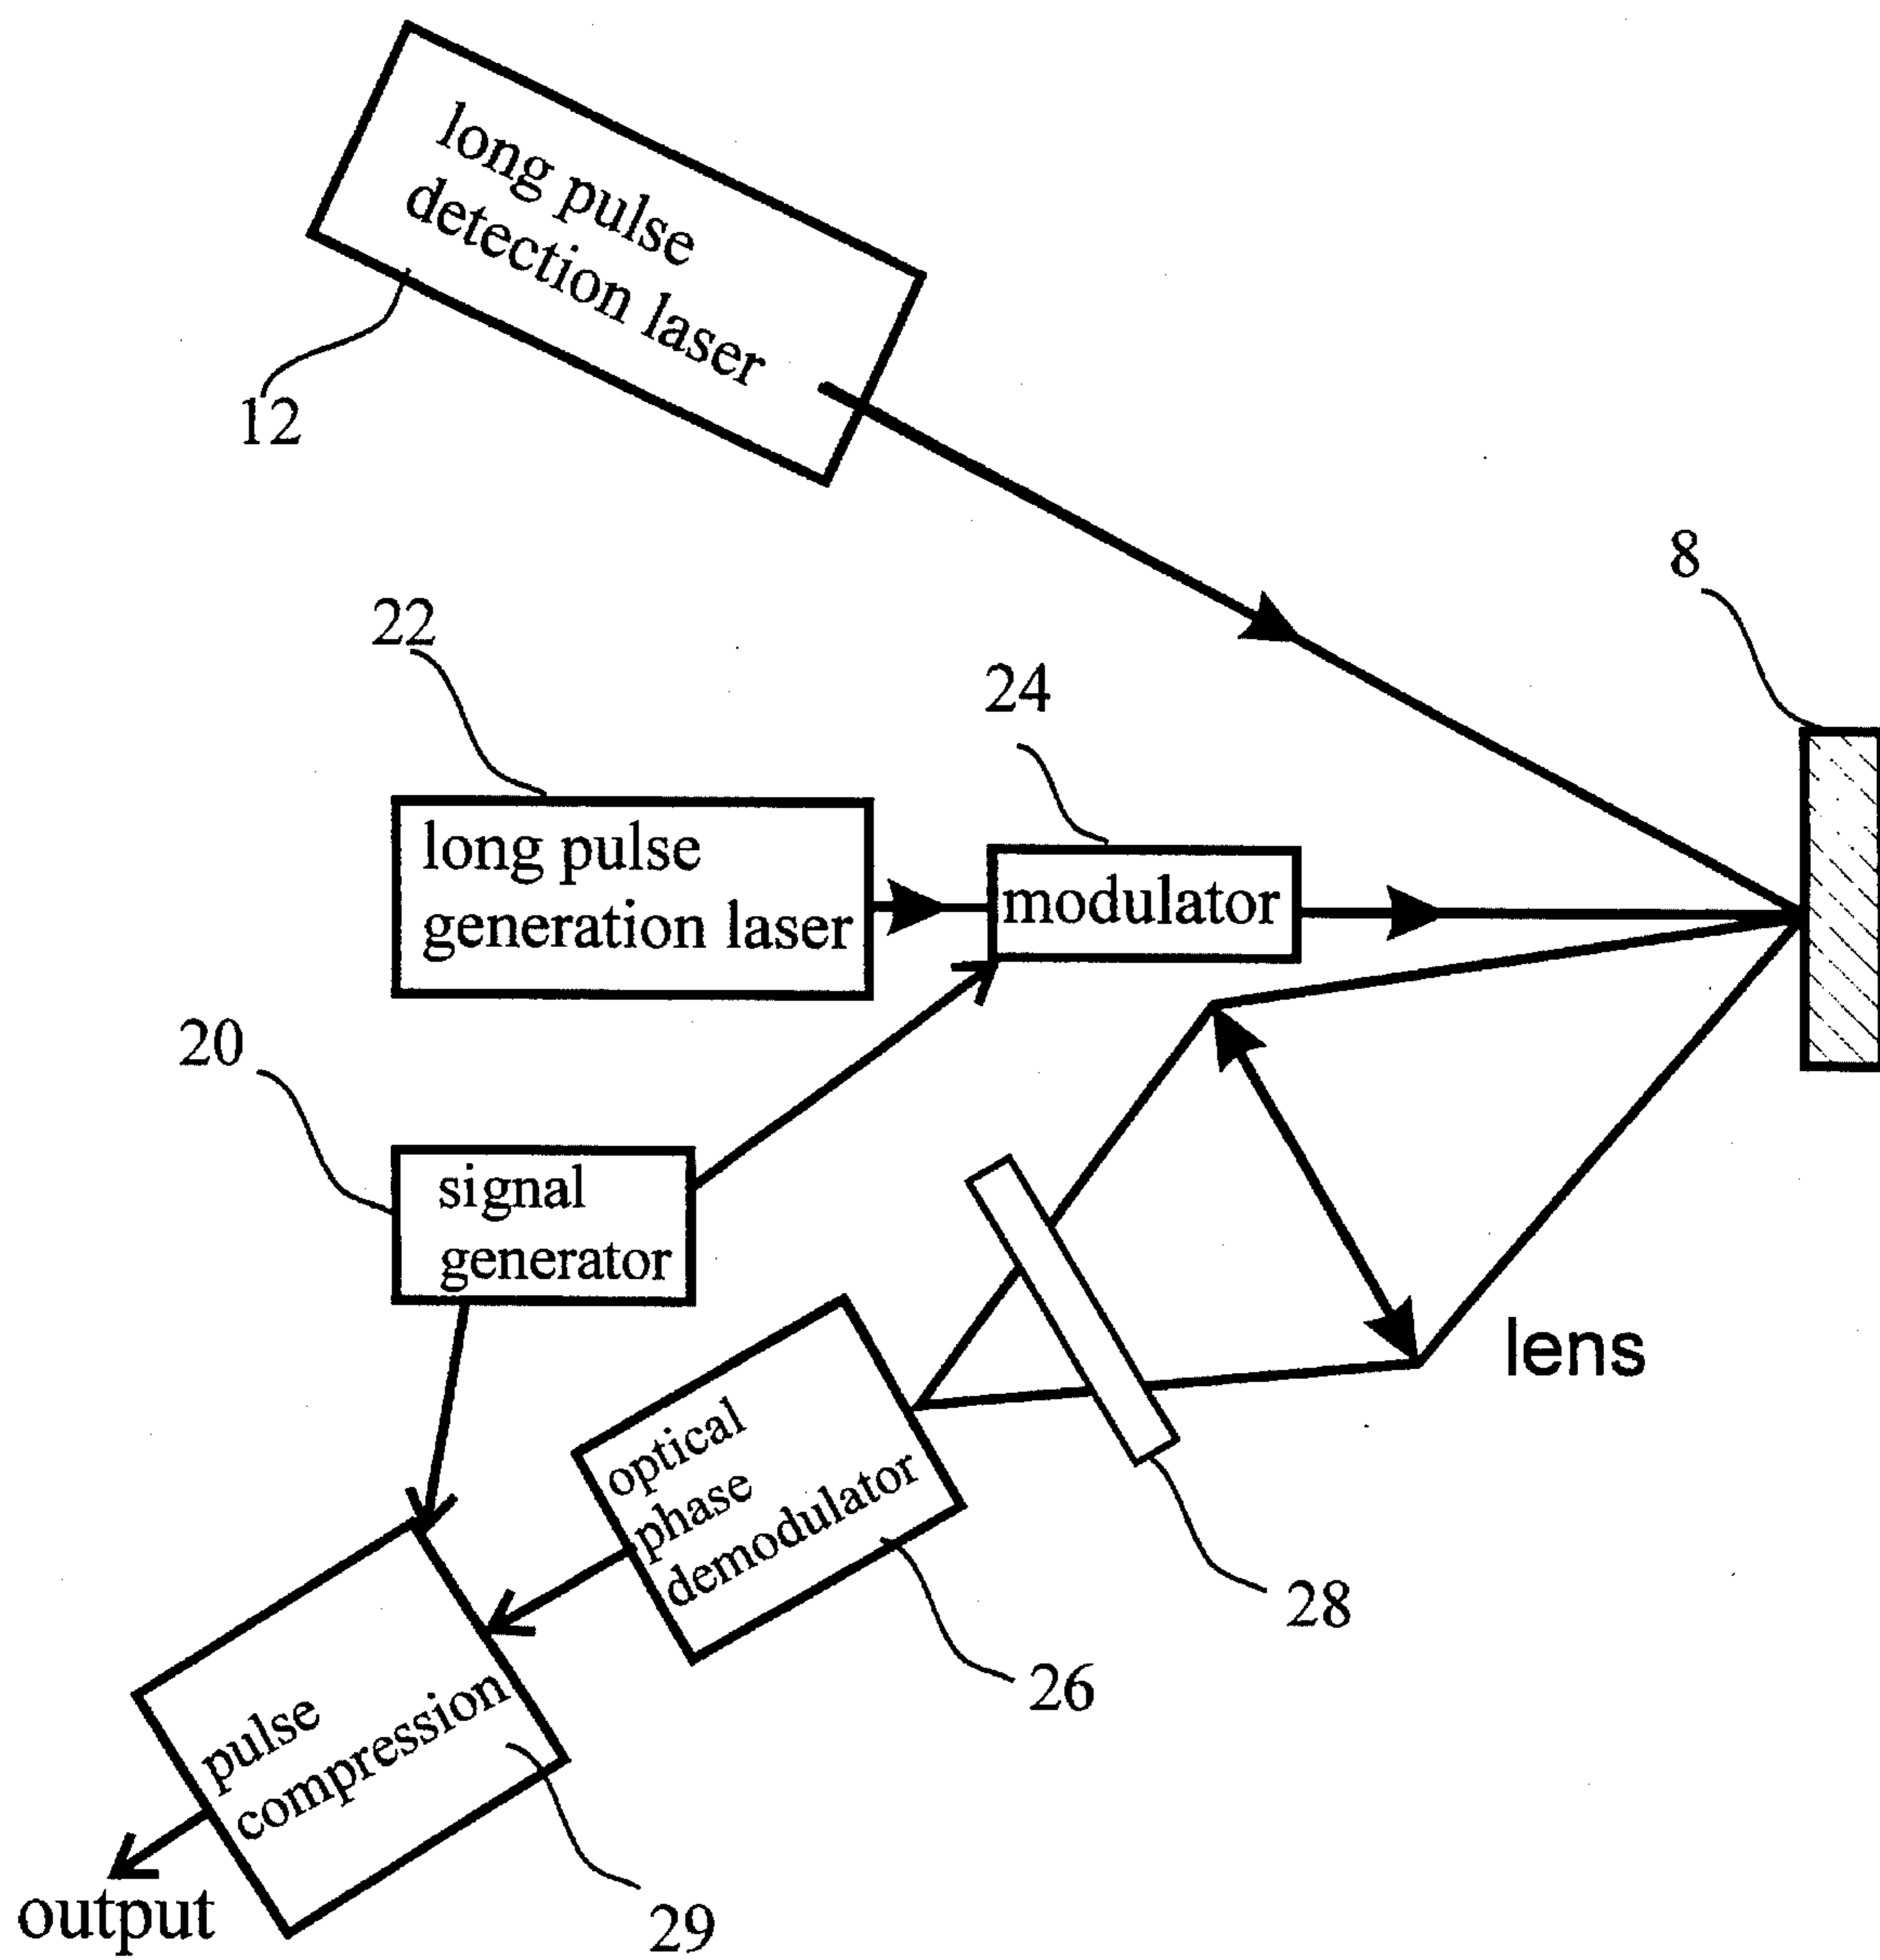 long pulse
detection laser
12
8
22
24
long pulse
generation laser
modulator
20
signal
generator
lens
optical
phase
demodulator
28
26
pulse
compression
output
29